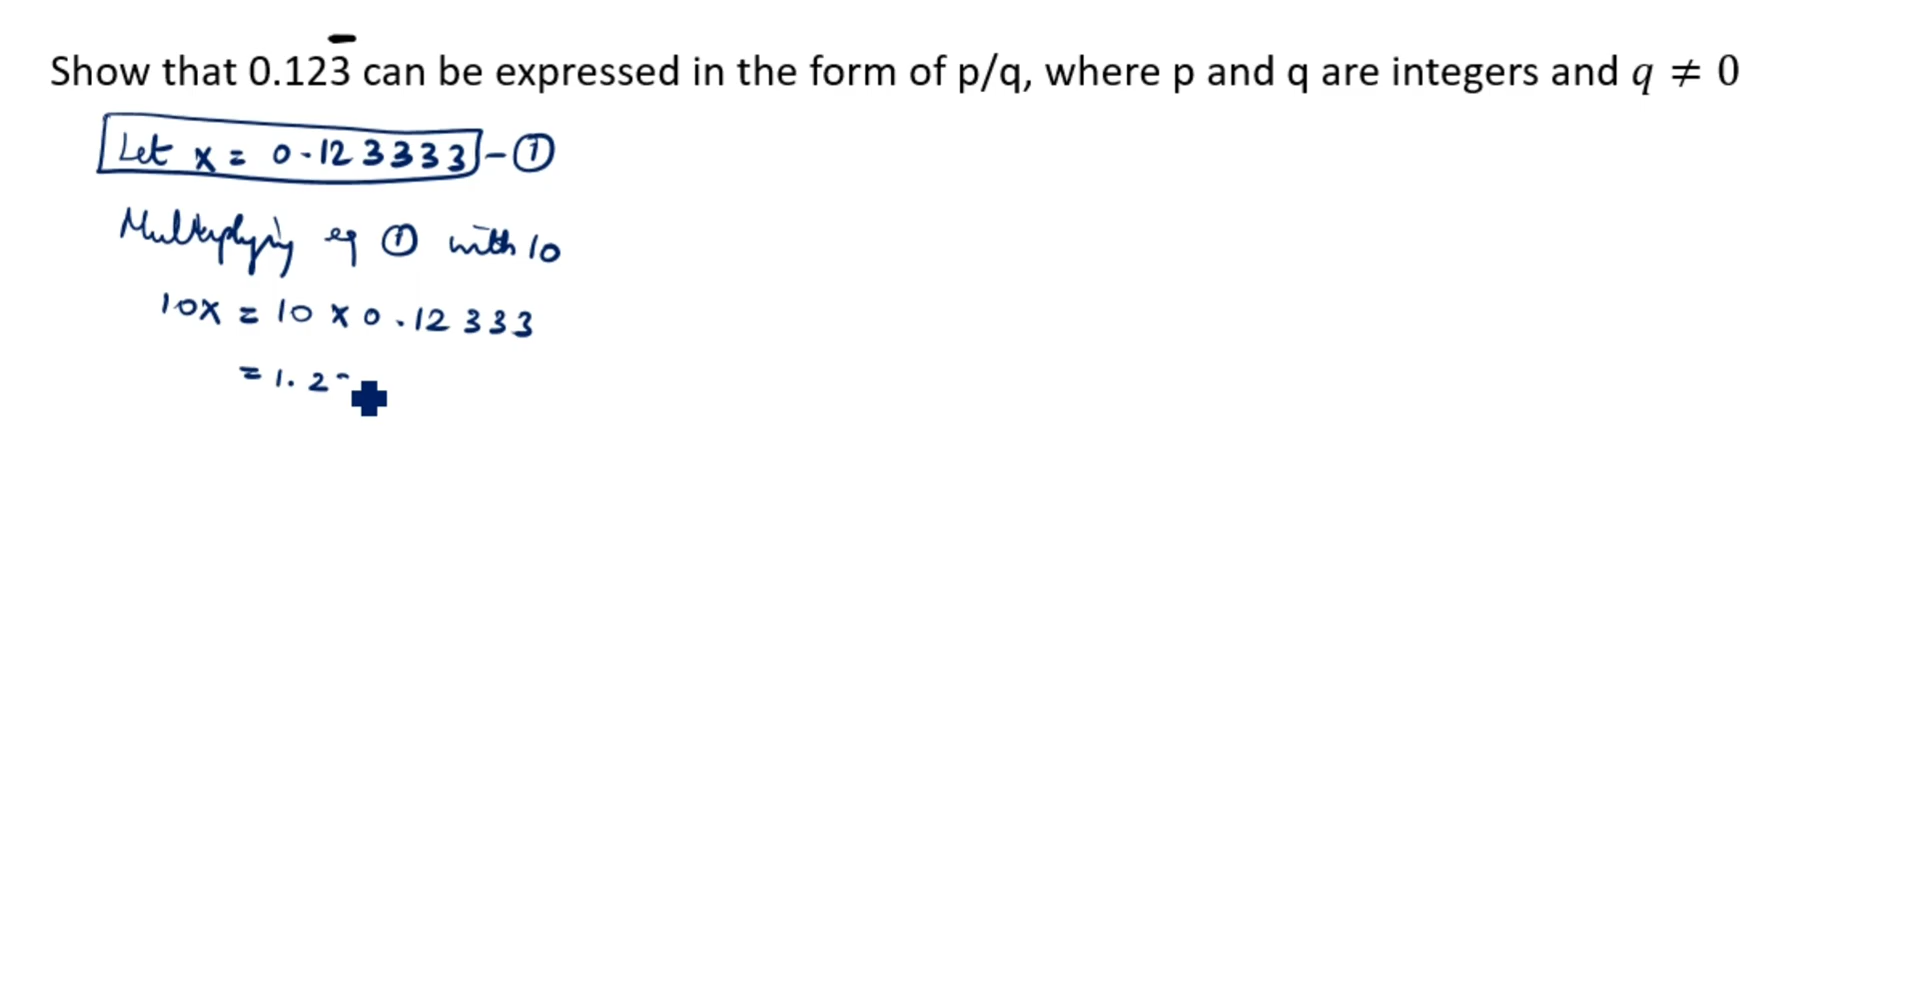 Show that 0.123̅ can be expressed in the form of p/q, where p and q are integers and q ≠ 0
Let x = 0.123333 - ①
Multiplying eq ① with 10
10x = 10 x 0.12333
= 1.2